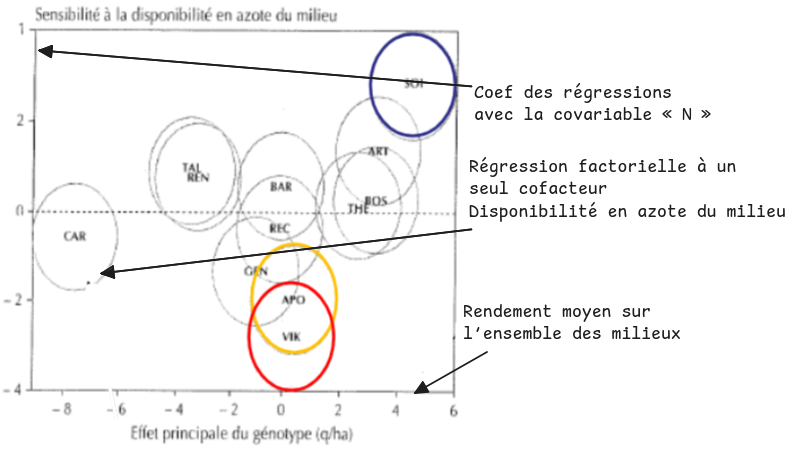 Sensibilité à la disponibilité en azote du milieu
1
2
0
– 2
– 4
SOI
ART
TAL
REN
BAR
BOS
THE
REC
CAR
GEN
APO
VIK
– 8
– 6
– 4
– 2
0
2
4
6
Effet principale du génotype (q/ha)
Coef des régressions
avec la covariable « N »
Régression factorielle à un
seul cofacteur
Disponibilité en azote du milieu
Rendement moyen sur
l’ensemble des milieux